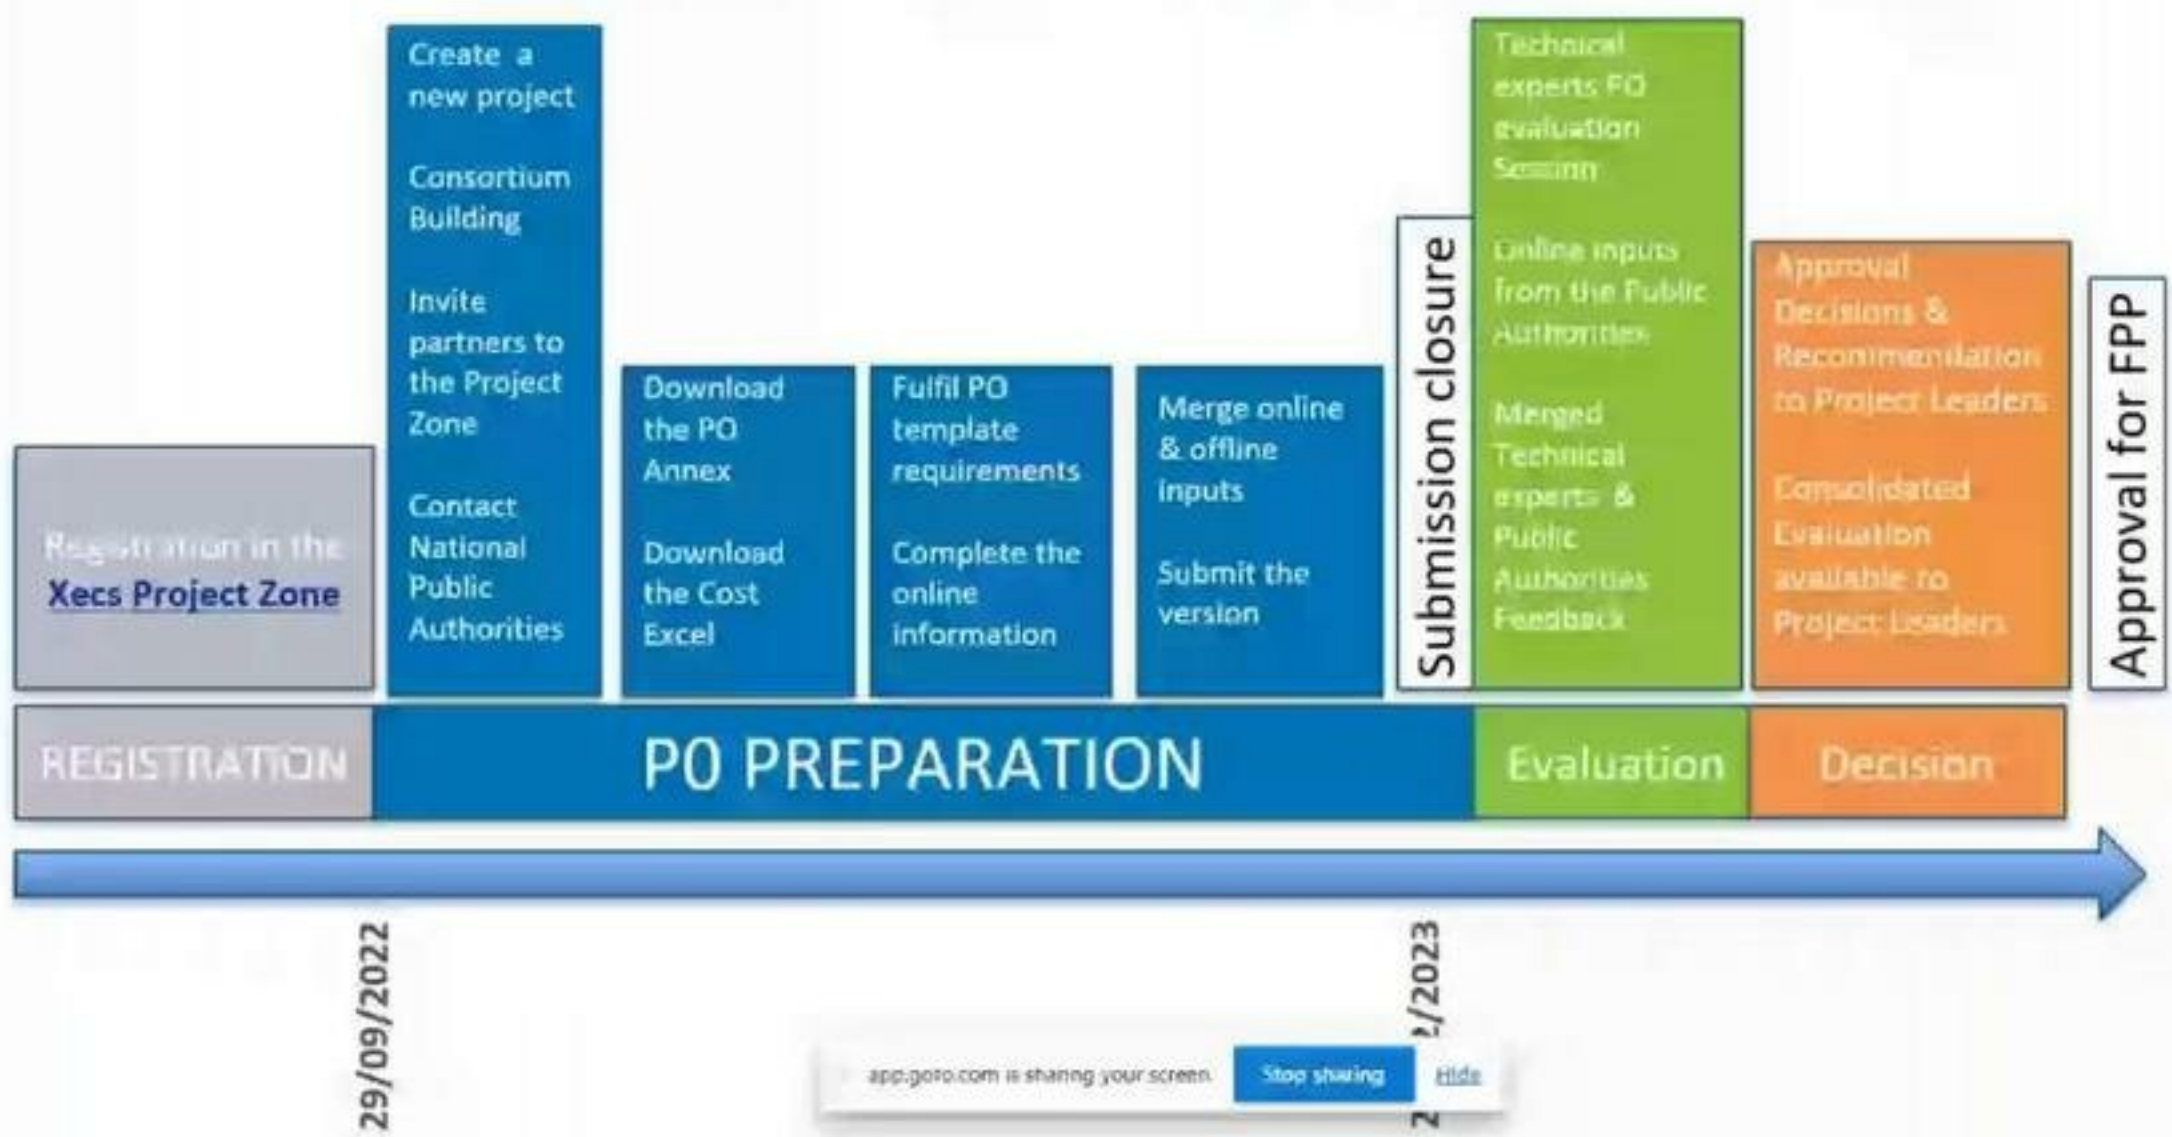 Create a
new project
Consortium
Building
Invite
partners to
the Project
Zone
Contact
National
Public
Authorities
Download
the PO
Annex
Download
the Cost
Excel
Fulfil PO
template
requirements
Complete the
online
information
Merge online
& offline
inputs
Submit the
version
Submission closure
Technical
experts PO
evaluation
Session
Online inputs
from the Public
Authorities
Merged
Technical
experts &
Public
Authorities
Feedback
Approval
Decisions &
Recommendation
to Project Leaders
Consolidated
Evaluation
available to
Project Leaders
Approval for FPP
Registration in the
Xecs Project Zone
REGISTRATION
PO PREPARATION
Evaluation
Decision
29/09/2022
/2023
app.goto.com is sharing your screen.
Stop sharing
Hide